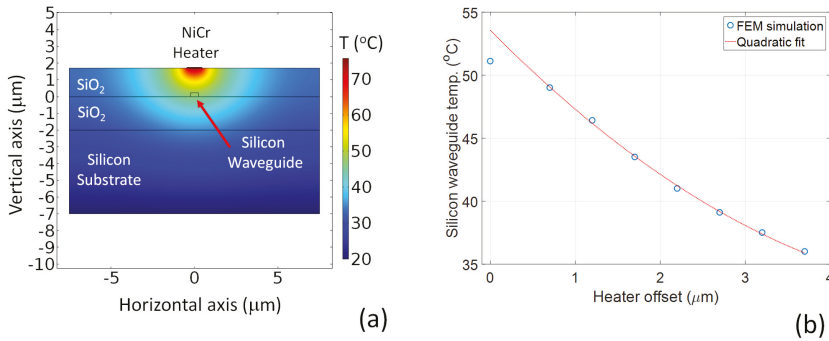 NiCr
Heater
T (°C)
SiO2
SiO2
Silicon
Substrate
Silicon
Waveguide
5
4
3
2
1
0
-1
-2
-3
-4
-5
-6
-7
-8
-9
-10
Vertical axis (μm)
-5
0
5
Horizontal axis (μm)
70
60
50
40
30
20
(a)
FEM simulation
Quadratic fit
50
45
40
35
Silicon waveguide temp. (°C)
0
1
2
3
4
Heater offset (μm)
(b)